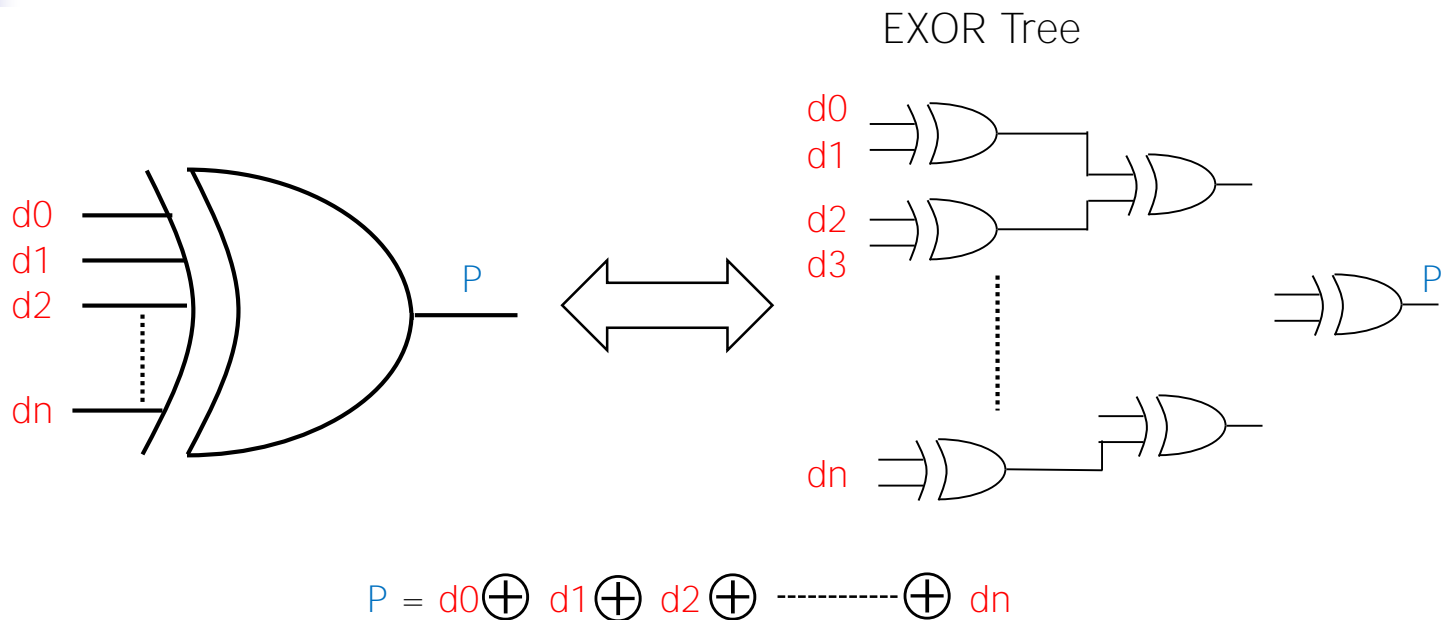 EXOR Tree
d0
d1
d2
dn
P
d0
d1
d2
d3
dn
P
P = d0 ⊕ d1 ⊕ d2 ⊕ ---------- ⊕ dn